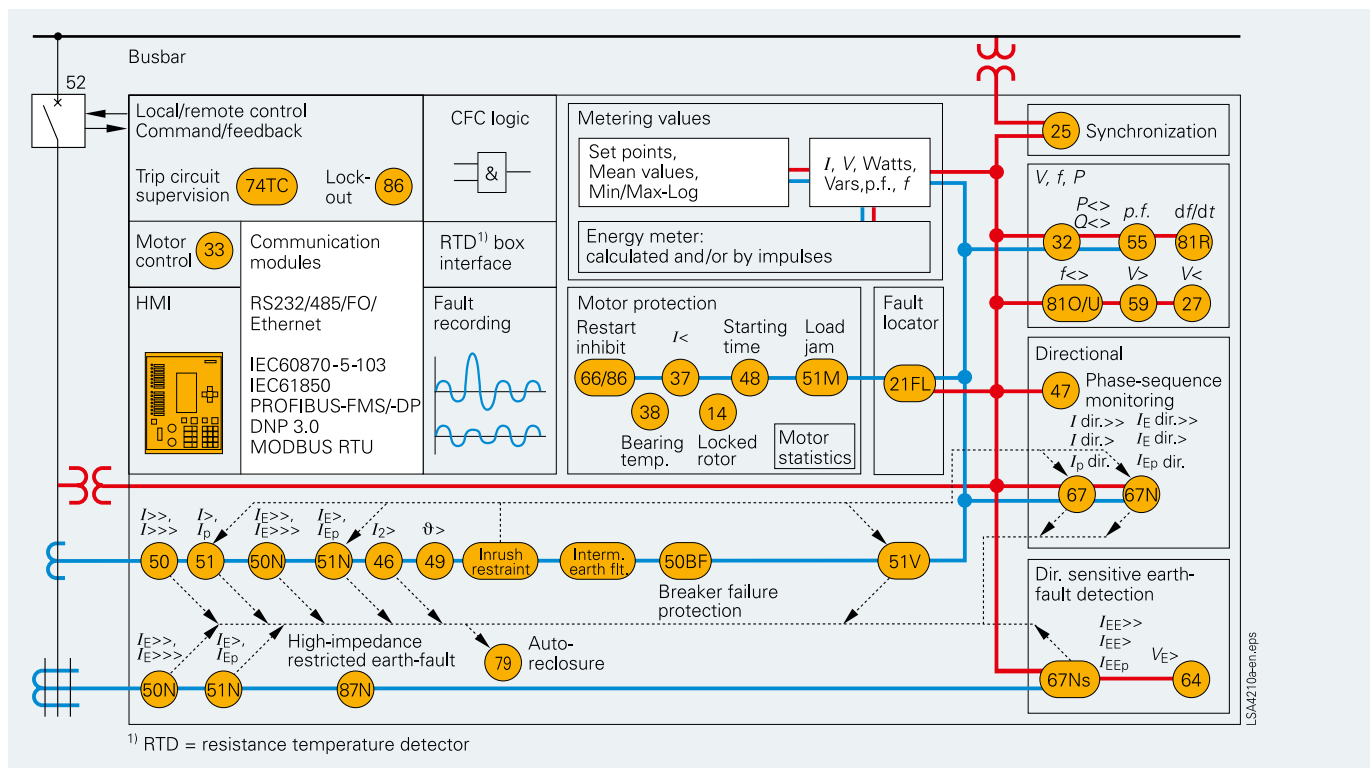 Busbar
52
Local/remote control
Command/feedback
Trip circuit
supervision
74TC
Lock-
out
86
CFC logic
&
Motor
control
33
Communication
modules
RS232/485/FO/
Ethernet
IEC60870-5-103
IEC61850
PROFIBUS-FMS/-DP
DNP 3.0
MODBUS RTU
RTD1) box
interface
HMI
Fault
recording
Metering values
Set points,
Mean values,
Min/Max-Log
I, V, Watts,
Vars,p.f., f
Energy meter:
calculated and/or by impulses
Motor protection
Restart
inhibit
I<
Starting
time
Load
jam
66/86
37
48
51M
38
14
Bearing
temp.
Locked
rotor
Motor
statistics
Fault
locator
21FL
25
Synchronization
V, f, P
P<>
Q<>
p.f.
df/dt
32
55
81R
f<>
V>
V<
81O/U
59
27
Directional
47
Phase-sequence
monitoring
I dir.>>
IE dir.>>
I dir.>
IE dir.>
Ip dir.
IEp dir.
67
67N
I>>,
I>>>
I>,
Ip
IE>>,
IE>>>
IE>,
IEp
I2>
ϑ>
50
51
50N
51N
46
49
Inrush
restraint
Interm.
earth flt.
50BF
51V
Breaker failure
protection
IE>>,
IE>>>
IE>,
IEp
High-impedance
restricted earth-fault
79
Auto-
reclosure
50N
51N
87N
Dir. sensitive earth-
fault detection
IEE>>
IEE>
IEEp
VE>
67Ns
64
LSA4210a-en.eps
1) RTD = resistance temperature detector